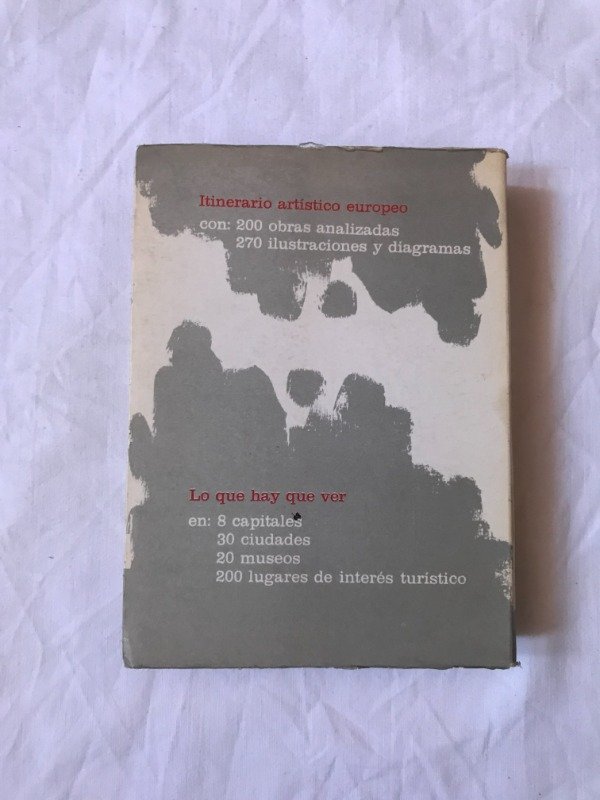 Itinerario artístico europeo
con: 200 obras analizadas
270 ilustraciones y diagramas
Lo que hay que ver
en: 8 capitales
30 ciudades
20 museos
200 lugares de interés turístico